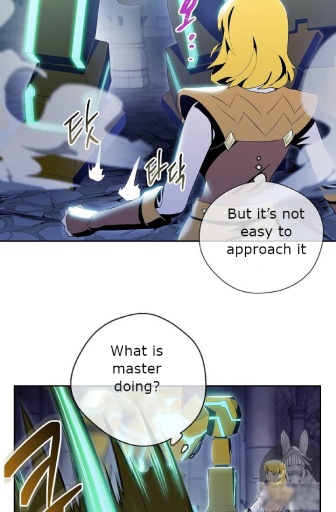 탓
타닥
But it's not
easy to
approach it
What is
master
doing?